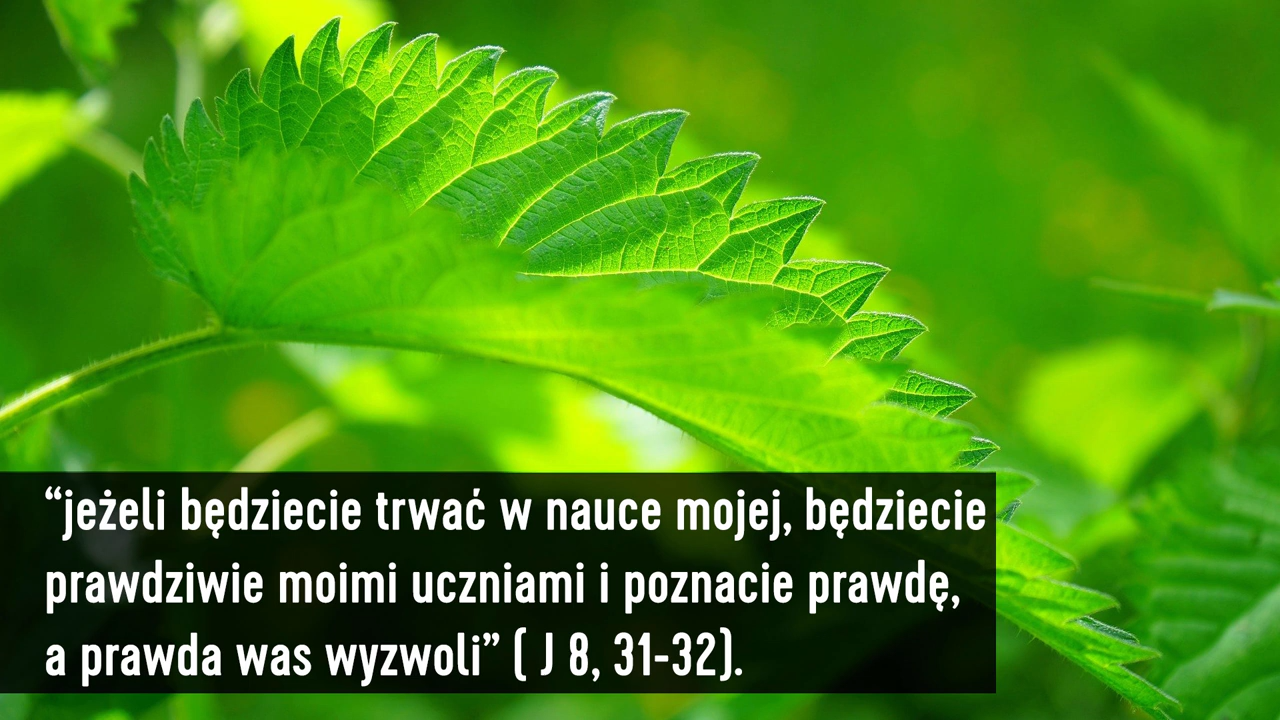 “jeżeli będziecie trwać w nauce mojej, będziecie
prawdziwie moimi uczniami i poznacie prawdę,
a prawda was wyzwoli” ( J 8, 31-32).